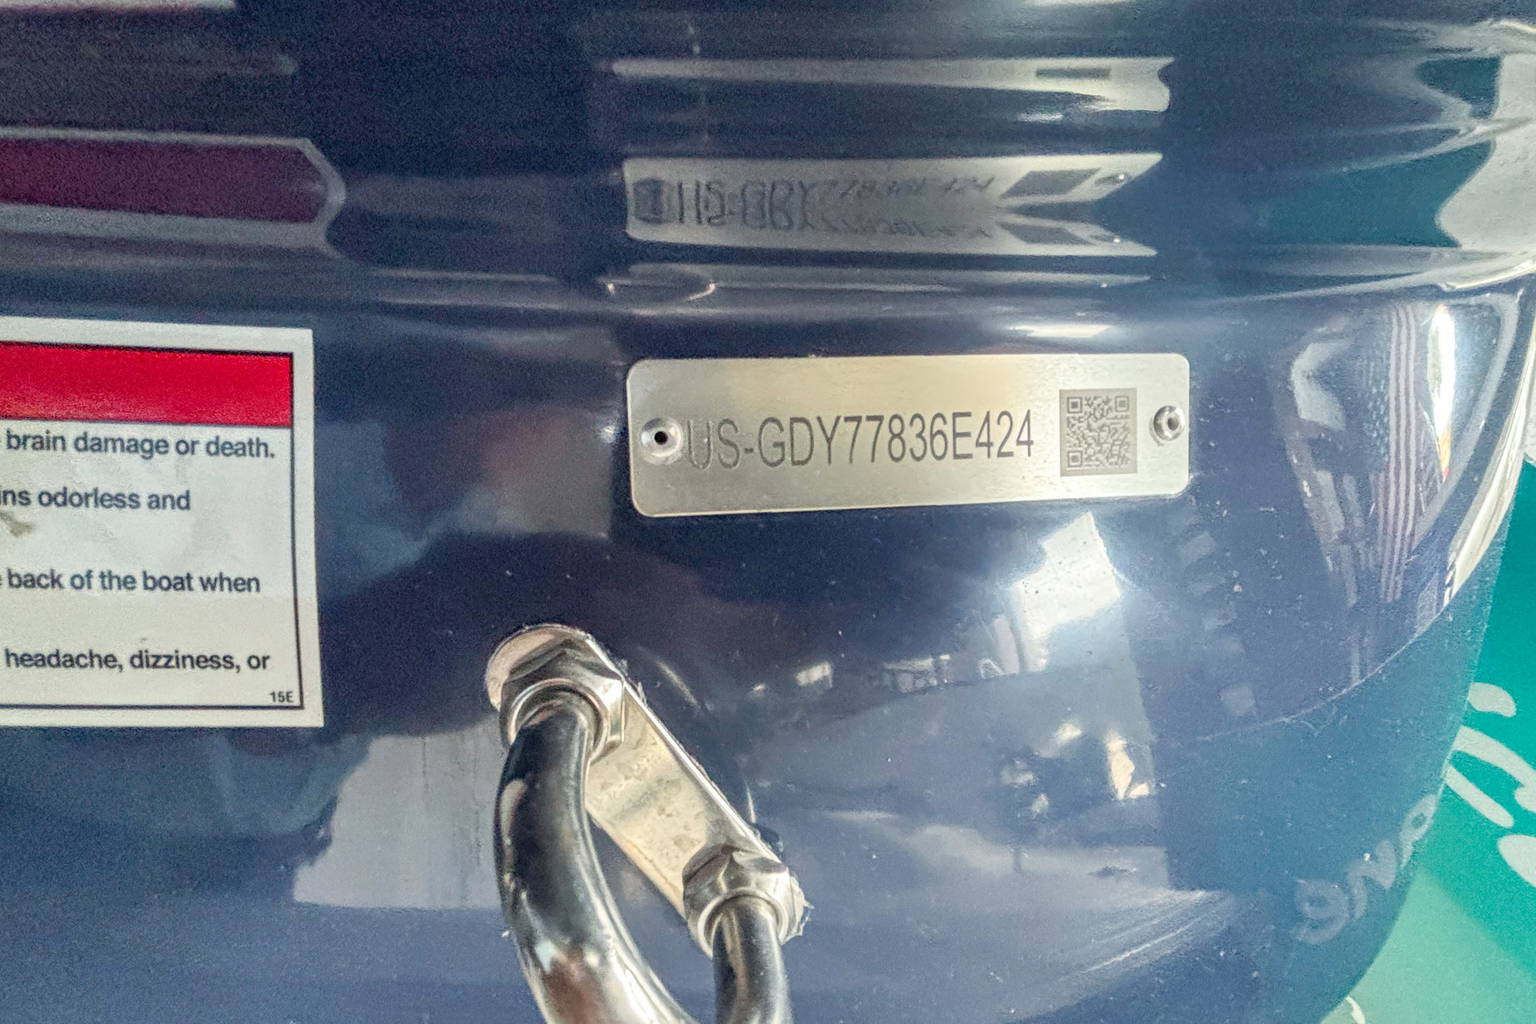 US-GDY77836E424
brain damage or death.
ins odorless and
back of the boat when
headache, dizziness, or
15E